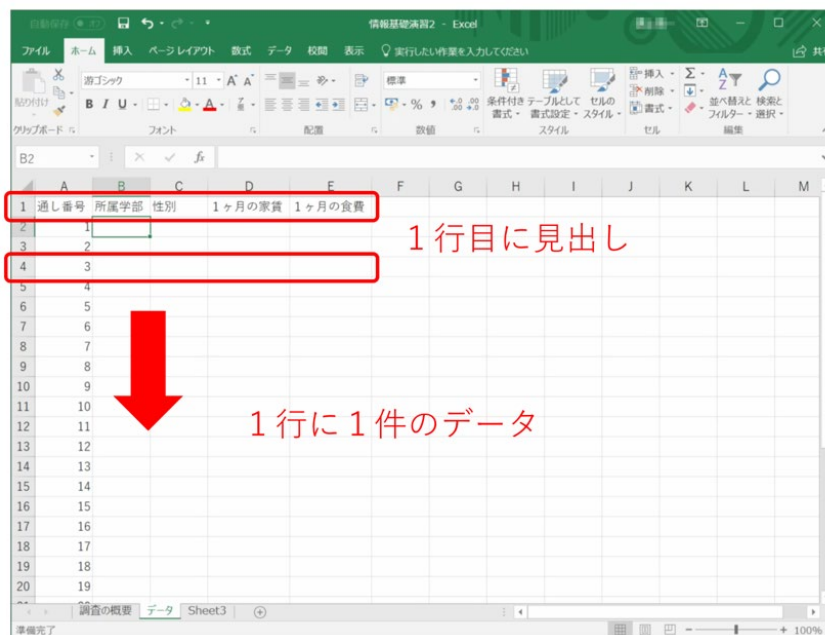 自動保存 オフ
情報基礎演習2 - Excel
ファイル ホーム 挿入 ページ レイアウト 数式 データ 校閲 表示 実行したい作業を入力してください 共
貼り付け
游ゴシック 11 A A
B I U A
標準
% ,
条件付き 書式
テーブルとして 書式設定
セルの スタイル
挿入
削除
書式
Σ
並べ替えと フィルター
検索と 選択
クリップボード フォント 配置 数値 スタイル セル 編集
B2 fx
A B C D E F G H I J K L M
1 通し番号 所属学部 性別 1ヶ月の家賃 1ヶ月の食費
2 1
1行目に見出し
3 2
4 3
5 4
6 5
7 6
8 7
9 8
10 9
11 10
1行に1件のデータ
12 11
13 12
14 13
15 14
16 15
17 16
18 17
19 18
20 19
調査の概要 データ Sheet3
準備完了 100%